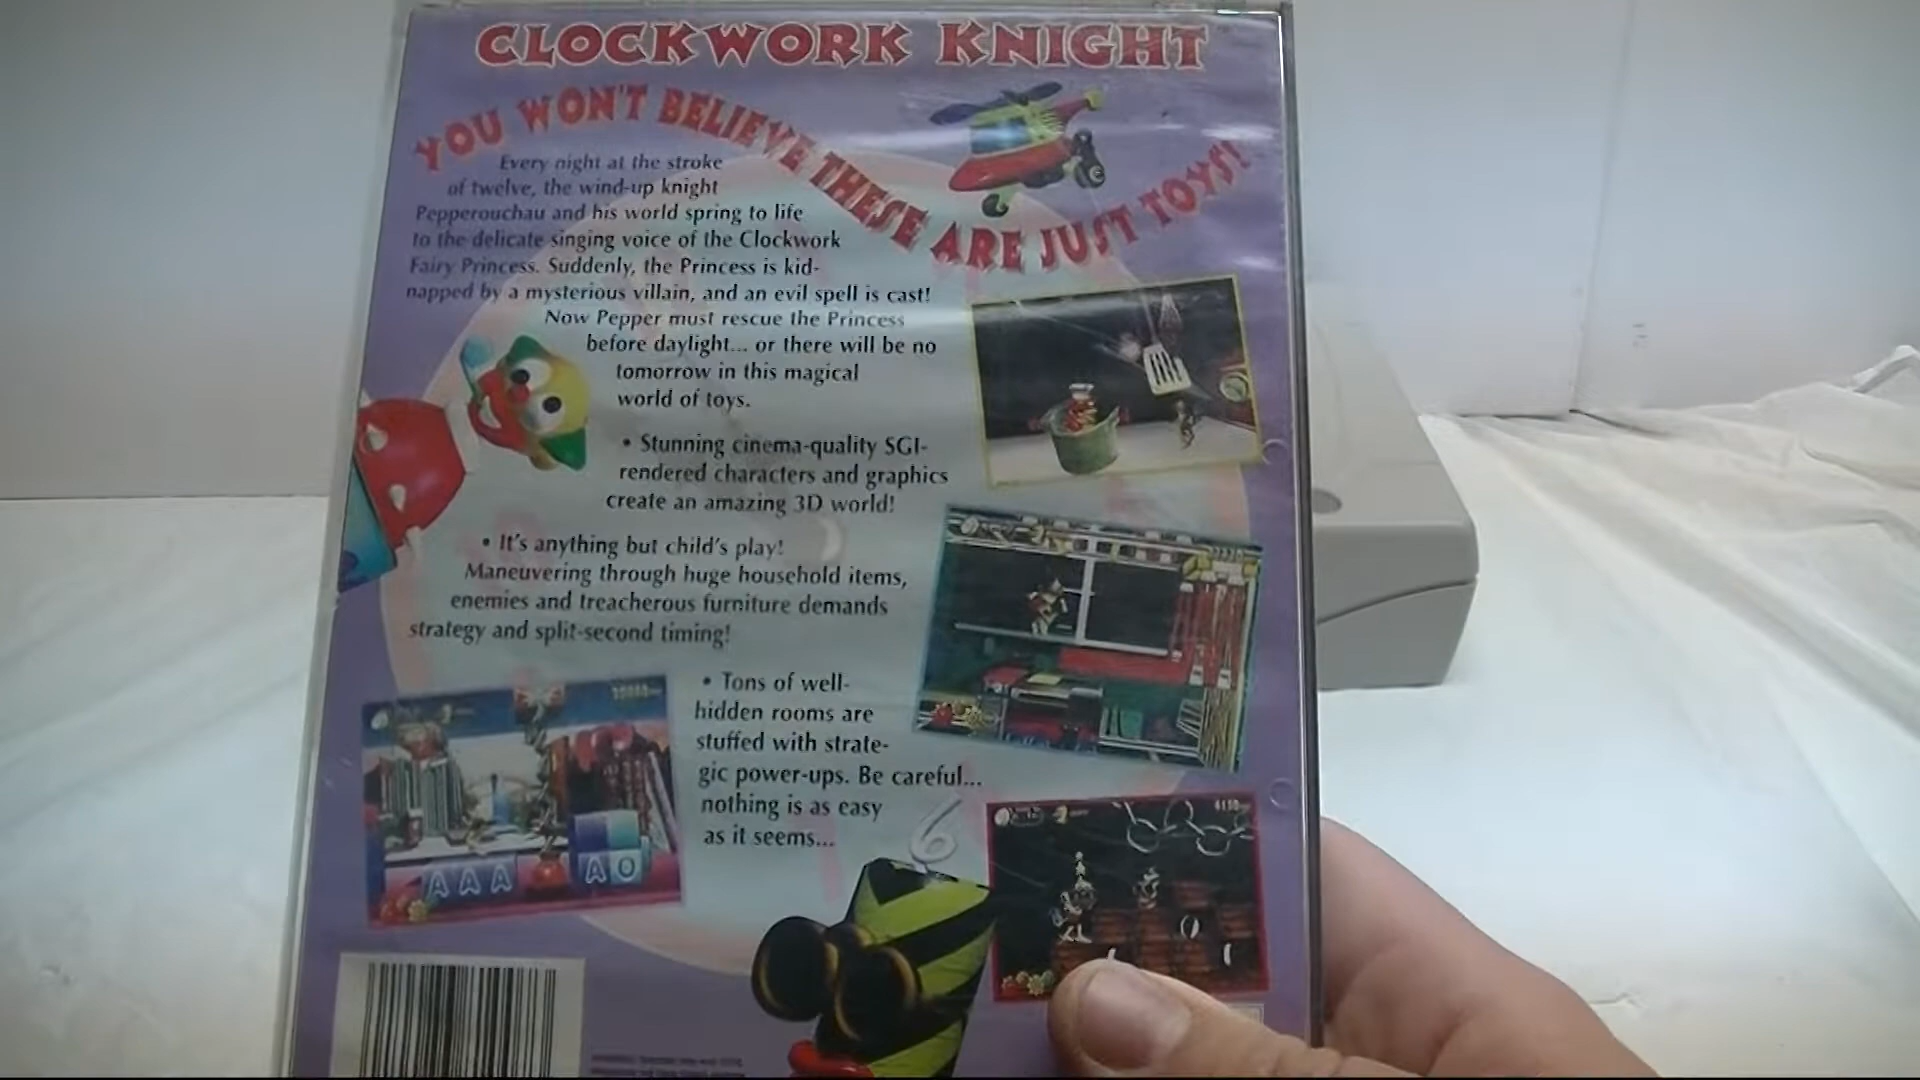 CLOCKWORK KNIGHT
YOU WON'T BELIEVE THESE ARE JUST TOYS!
Every night at the stroke
of twelve, the wind-up knight
Pepperouchau and his world spring to life
to the delicate singing voice of the Clockwork
Fairy Princess. Suddenly, the Princess is kid-
napped by a mysterious villain, and an evil spell is cast!
Now Pepper must rescue the Princess
before daylight... or there will be no
tomorrow in this magical
world of toys.
• Stunning cinema-quality SGI-
rendered characters and graphics
create an amazing 3D world!
• It's anything but child's play!
Maneuvering through huge household items,
enemies and treacherous furniture demands
strategy and split-second timing!
• Tons of well-
hidden rooms are
stuffed with strate-
gic power-ups. Be careful...
nothing is as easy
as it seems...
6
A A A A O